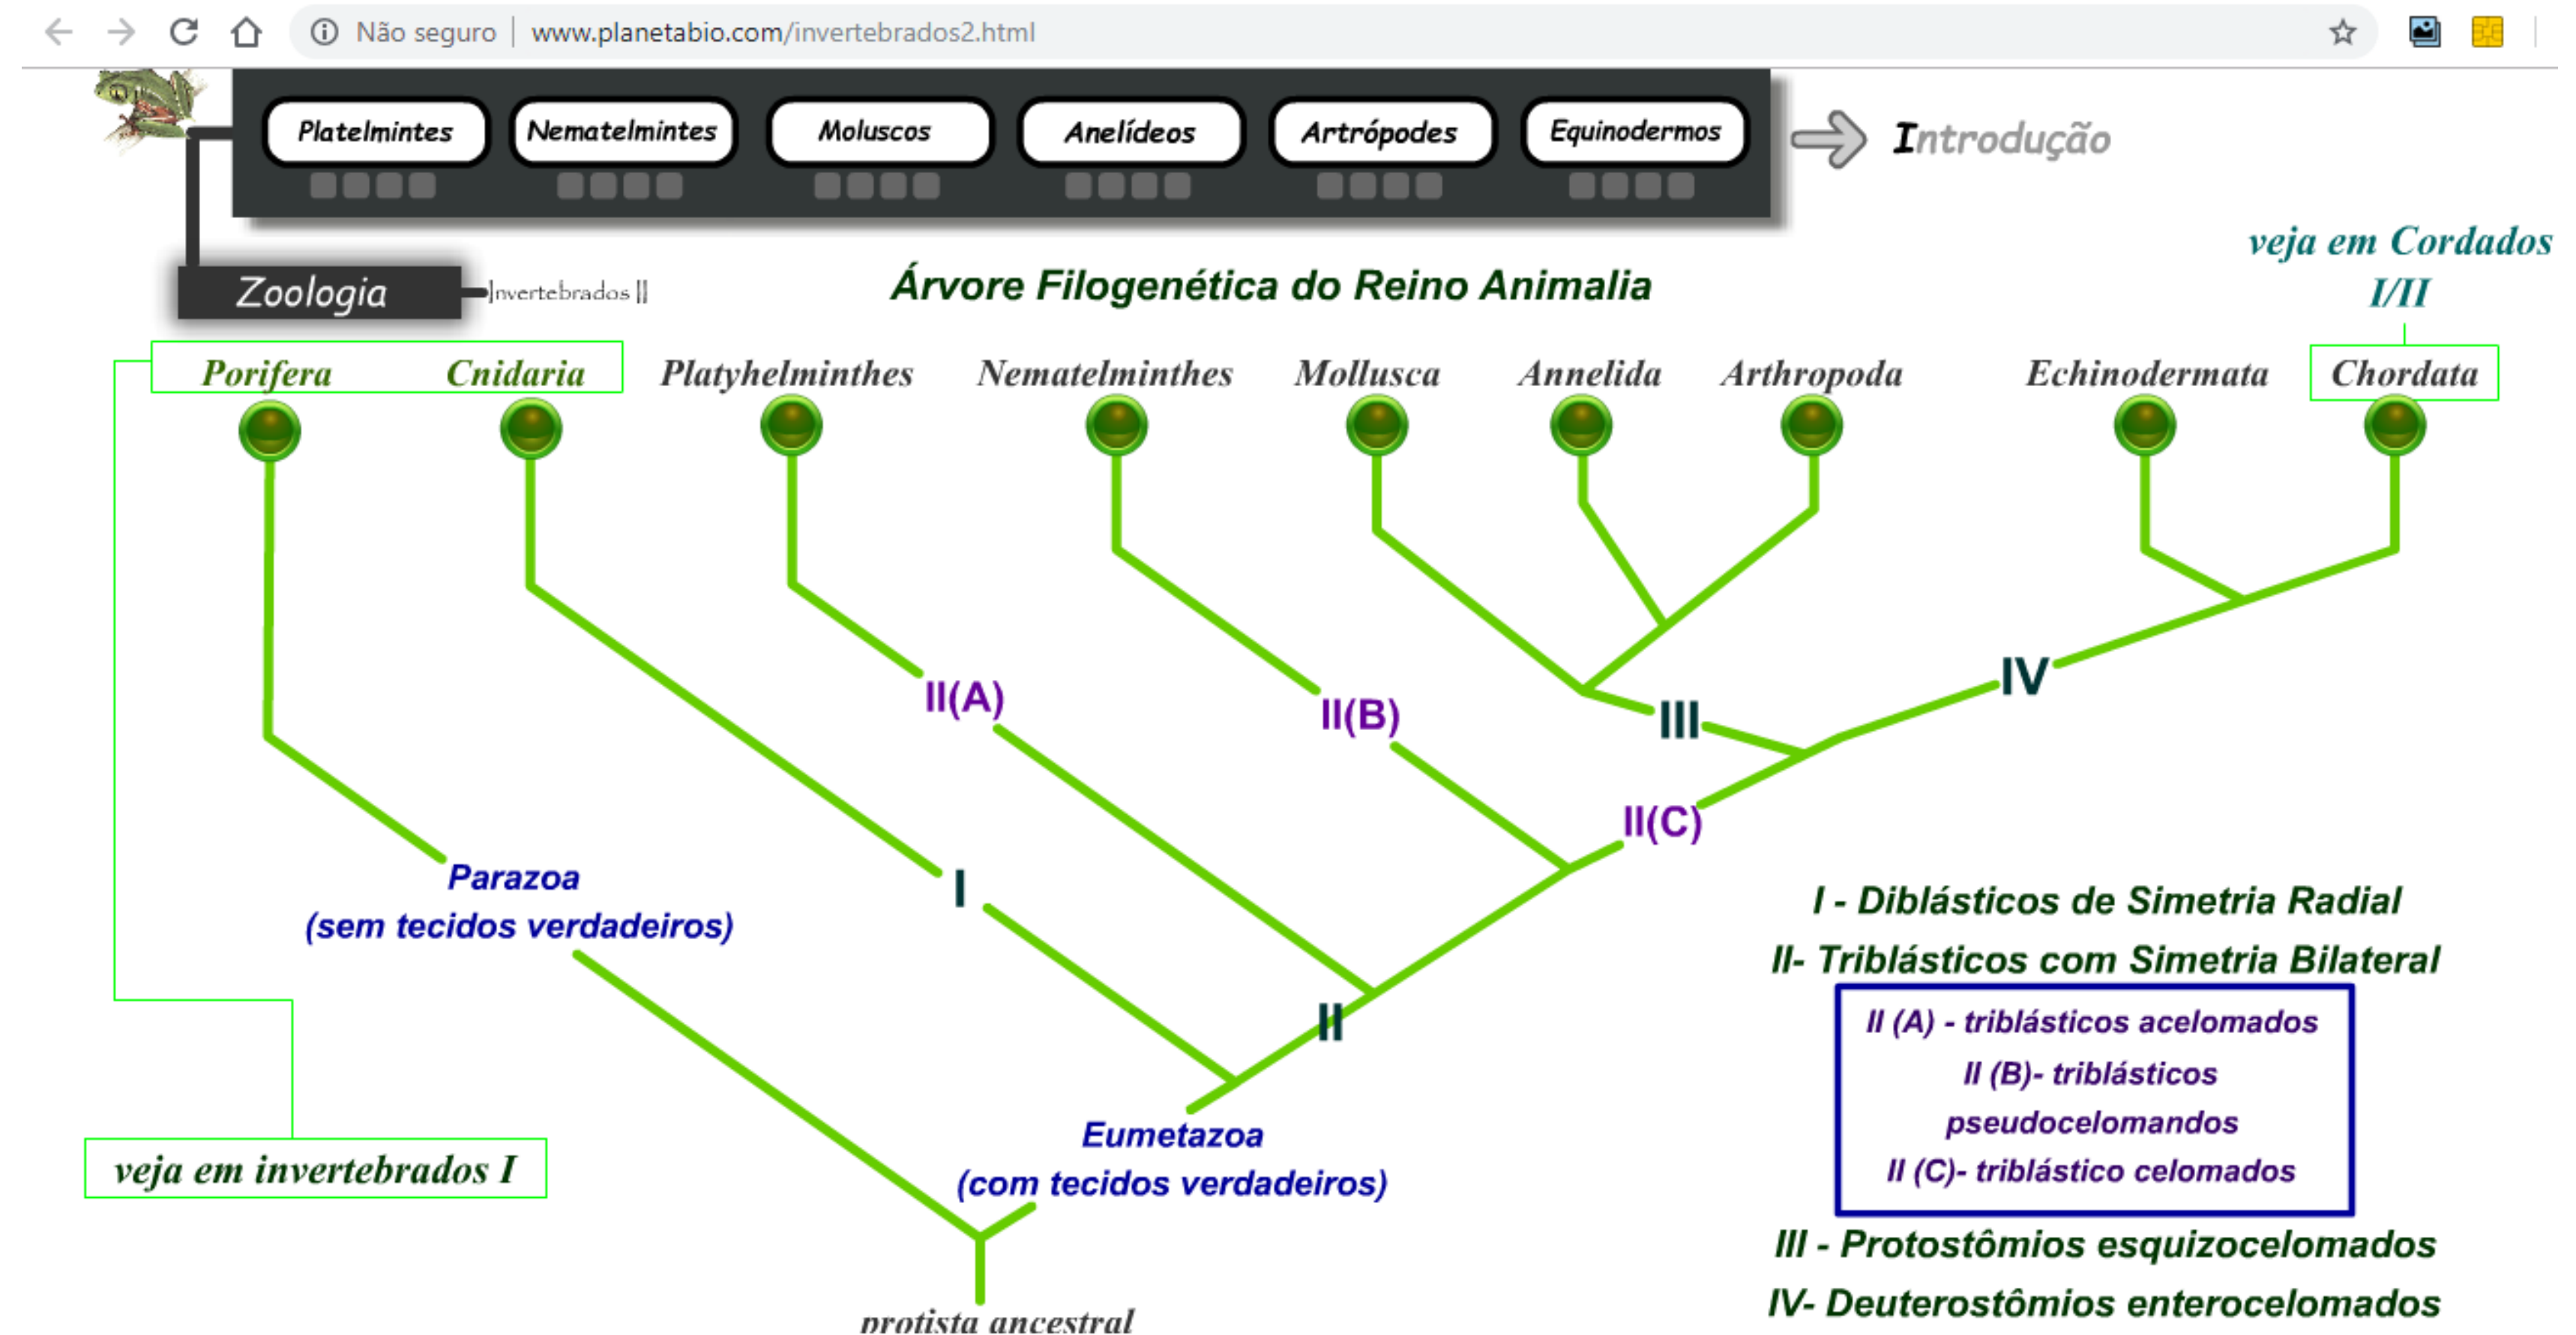 Não seguro | www.planetabio.com/invertebrados2.html
Platelmintes Nematelmintes Moluscos Anelídeos Artrópodes Equinodermos Introdução
veja em Cordados
I/II
Zoologia Invertebrados II
Árvore Filogenética do Reino Animalia
Porifera Cnidaria Platyhelminthes Nematelminthes Mollusca Annelida Arthropoda Echinodermata Chordata
II(A) II(B) III IV
II(C)
Parazoa
(sem tecidos verdadeiros)
I
II
Eumetazoa
(com tecidos verdadeiros)
veja em invertebrados I
protista ancestral
I - Diblásticos de Simetria Radial
II- Triblásticos com Simetria Bilateral
II (A) - triblásticos acelomados
II (B)- triblásticos
pseudocelomandos
II (C)- triblástico celomados
III - Protostômios esquizocelomados
IV- Deuterostômios enterocelomados